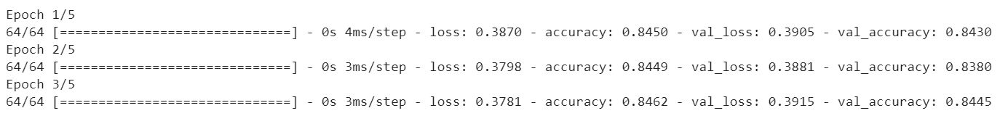 Epoch 1/5
64/64 [==============================] - 0s 4ms/step - loss: 0.3870 - accuracy: 0.8450 - val_loss: 0.3905 - val_accuracy: 0.8430
Epoch 2/5
64/64 [==============================] - 0s 3ms/step - loss: 0.3798 - accuracy: 0.8449 - val_loss: 0.3881 - val_accuracy: 0.8380
Epoch 3/5
64/64 [==============================] - 0s 3ms/step - loss: 0.3781 - accuracy: 0.8462 - val_loss: 0.3915 - val_accuracy: 0.8445